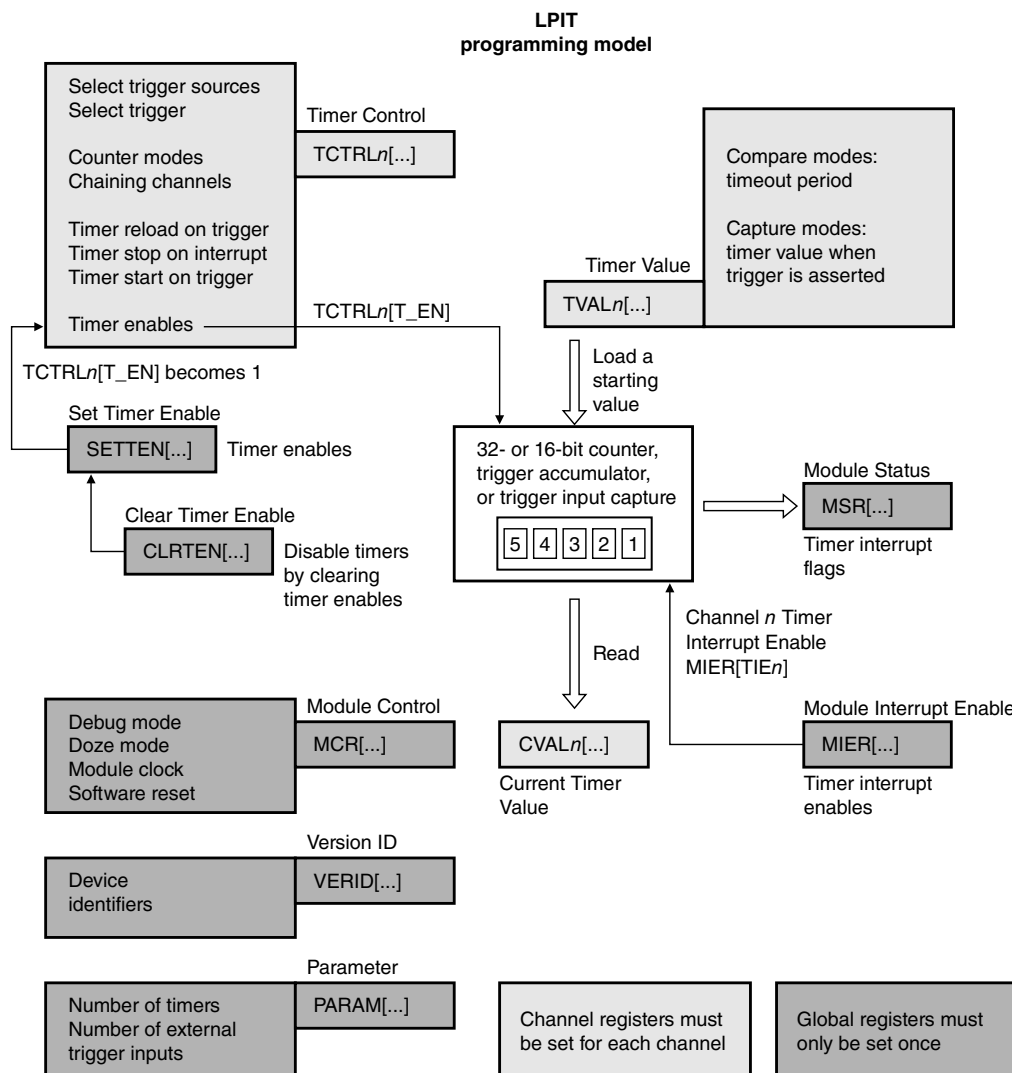 LPIT
programming model
Select trigger sources
Select trigger
Counter modes
Chaining channels
Timer reload on trigger
Timer stop on interrupt
Timer start on trigger
Timer enables
Timer Control
TCTRLn[...]
TCTRLn[T_EN]
Compare modes:
timeout period
Capture modes:
timer value when
trigger is asserted
Timer Value
TVALn[...]
Load a
starting
value
TCTRLn[T_EN] becomes 1
Set Timer Enable
SETTEN[...]
Timer enables
Clear Timer Enable
CLRTEN[...]
Disable timers
by clearing
timer enables
32- or 16-bit counter,
trigger accumulator,
or trigger input capture
5 4 3 2 1
Module Status
MSR[...]
Timer interrupt
flags
Channel n Timer
Interrupt Enable
MIER[TIEn]
Read
Module Interrupt Enable
MIER[...]
Timer interrupt
enables
CVALn[...]
Current Timer
Value
Debug mode
Doze mode
Module clock
Software reset
Module Control
MCR[...]
Version ID
VERID[...]
Device
identifiers
Parameter
PARAM[...]
Number of timers
Number of external
trigger inputs
Channel registers must
be set for each channel
Global registers must
only be set once